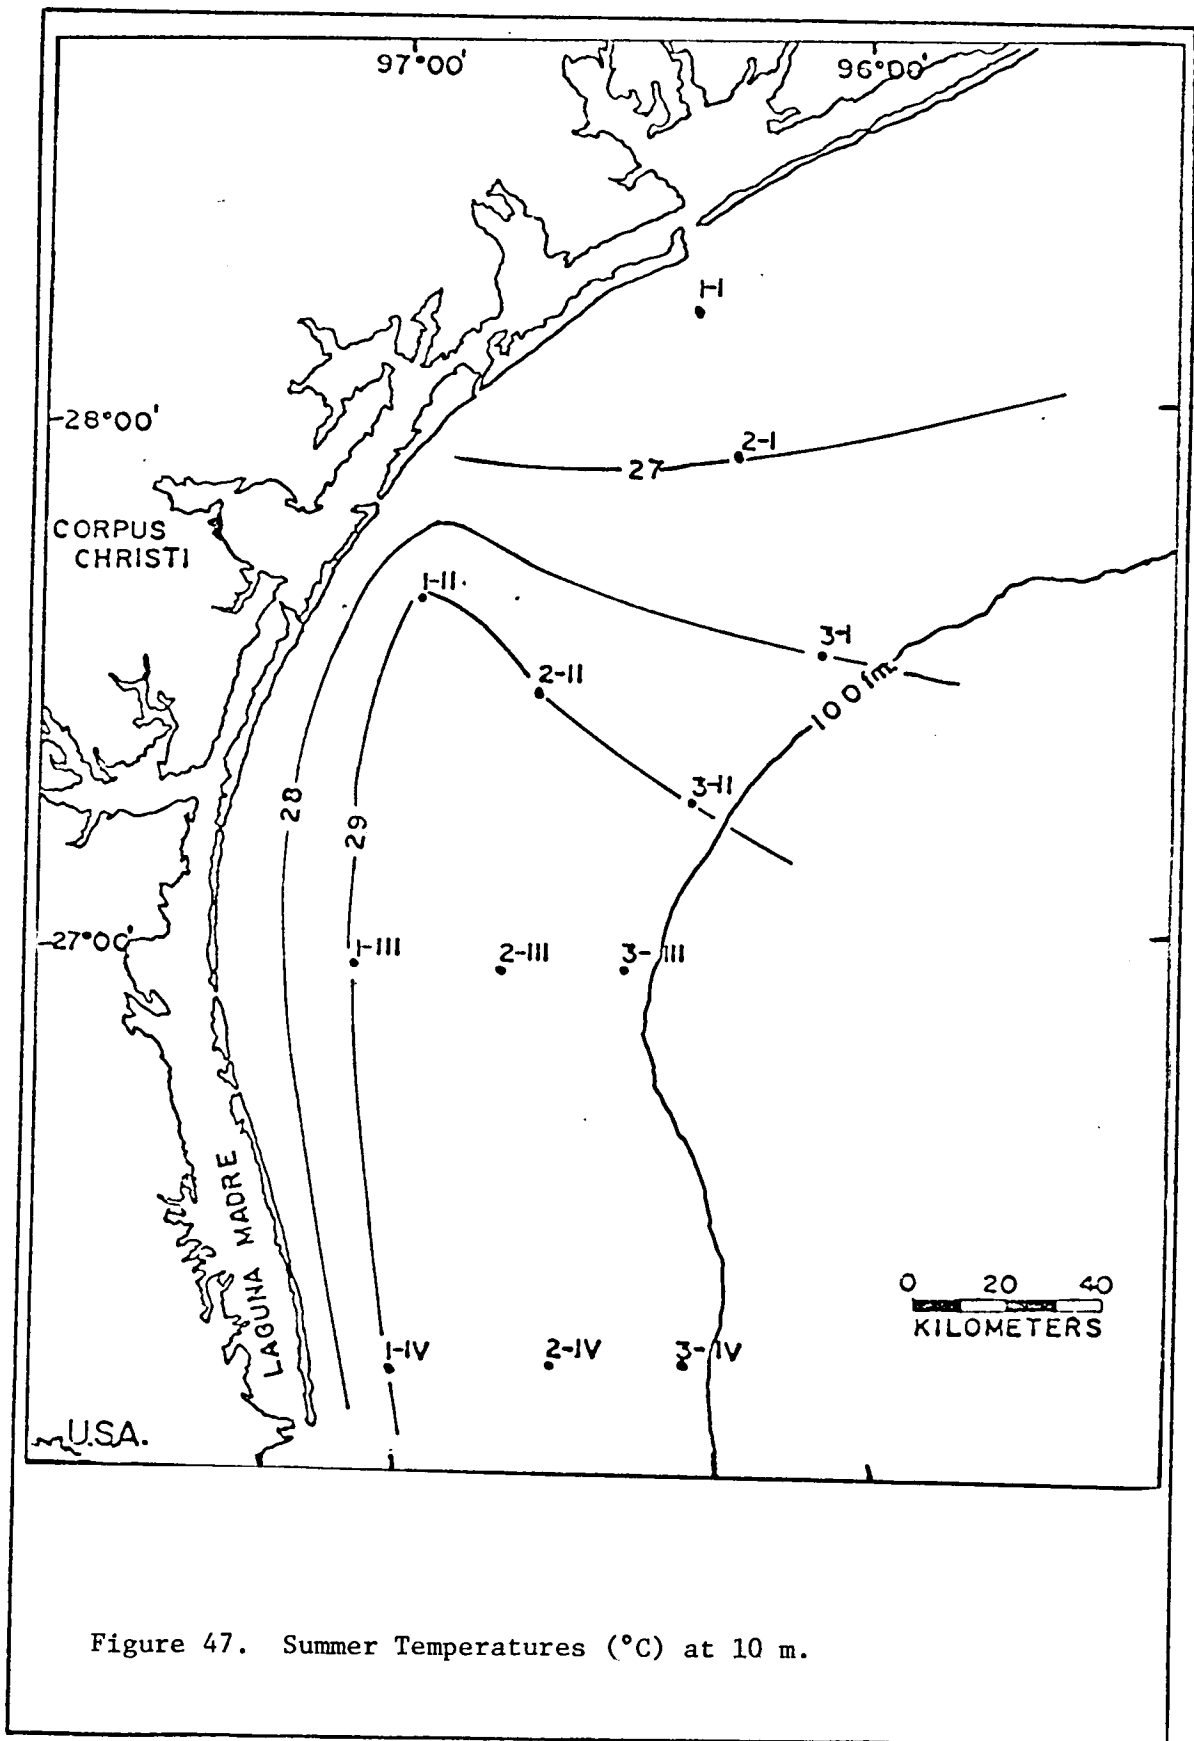 97°00'
96°00'
1-I
28°00'
2-I
27
CORPUS
CHRISTI
1-II
3-I
2-II
100fm
3-II
28
29
27°00'
1-III
2-III
3-III
LAGUNA MADRE
0 20 40
KILOMETERS
1-IV
2-IV
3-IV
U.S.A.
Figure 47. Summer Temperatures (°C) at 10 m.